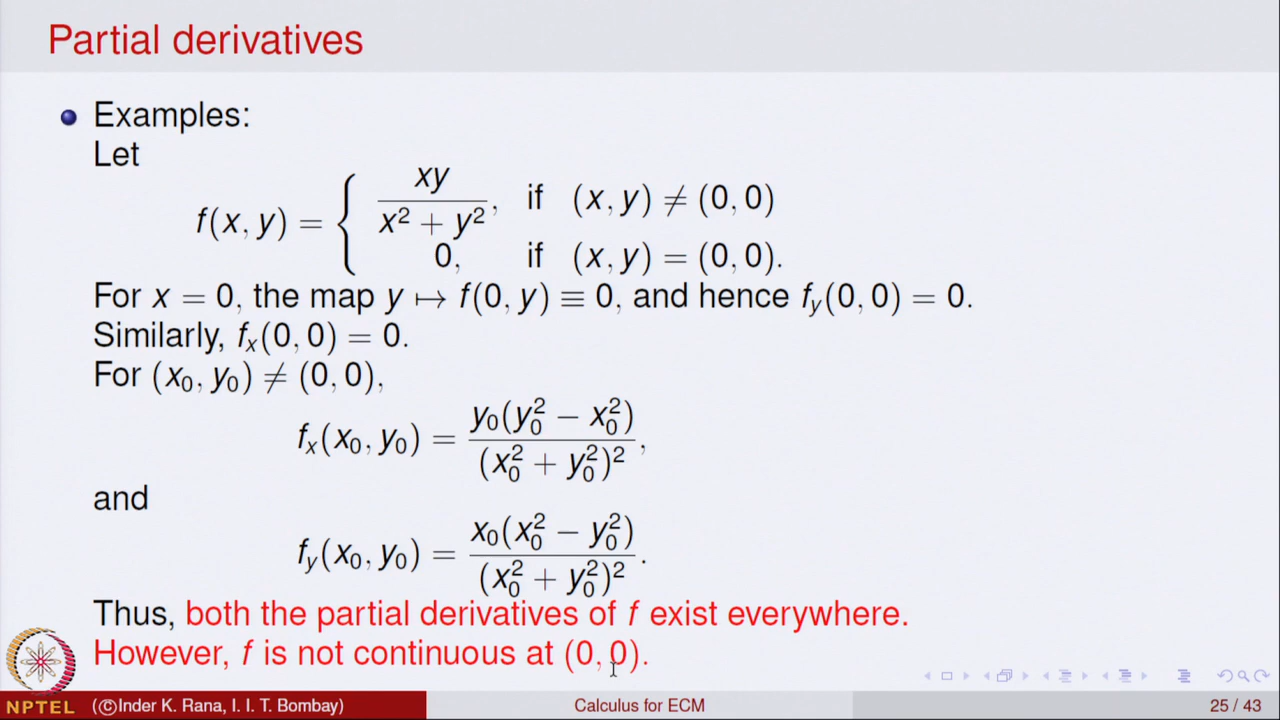 Partial derivatives
Examples:
Let
f(x, y) = { xy / (x² + y²), if (x, y) ≠ (0, 0)
0, if (x, y) = (0, 0).
For x = 0, the map y ↦ f(0, y) ≡ 0, and hence f_y(0, 0) = 0.
Similarly, f_x(0, 0) = 0.
For (x₀, y₀) ≠ (0, 0),
f_x(x₀, y₀) = y₀(y₀² − x₀²) / (x₀² + y₀²)²,
and
f_y(x₀, y₀) = x₀(x₀² − y₀²) / (x₀² + y₀²)².
Thus, both the partial derivatives of f exist everywhere.
However, f is not continuous at (0, 0).
NPTEL (©Inder K. Rana, I. I. T. Bombay) Calculus for ECM 25 / 43